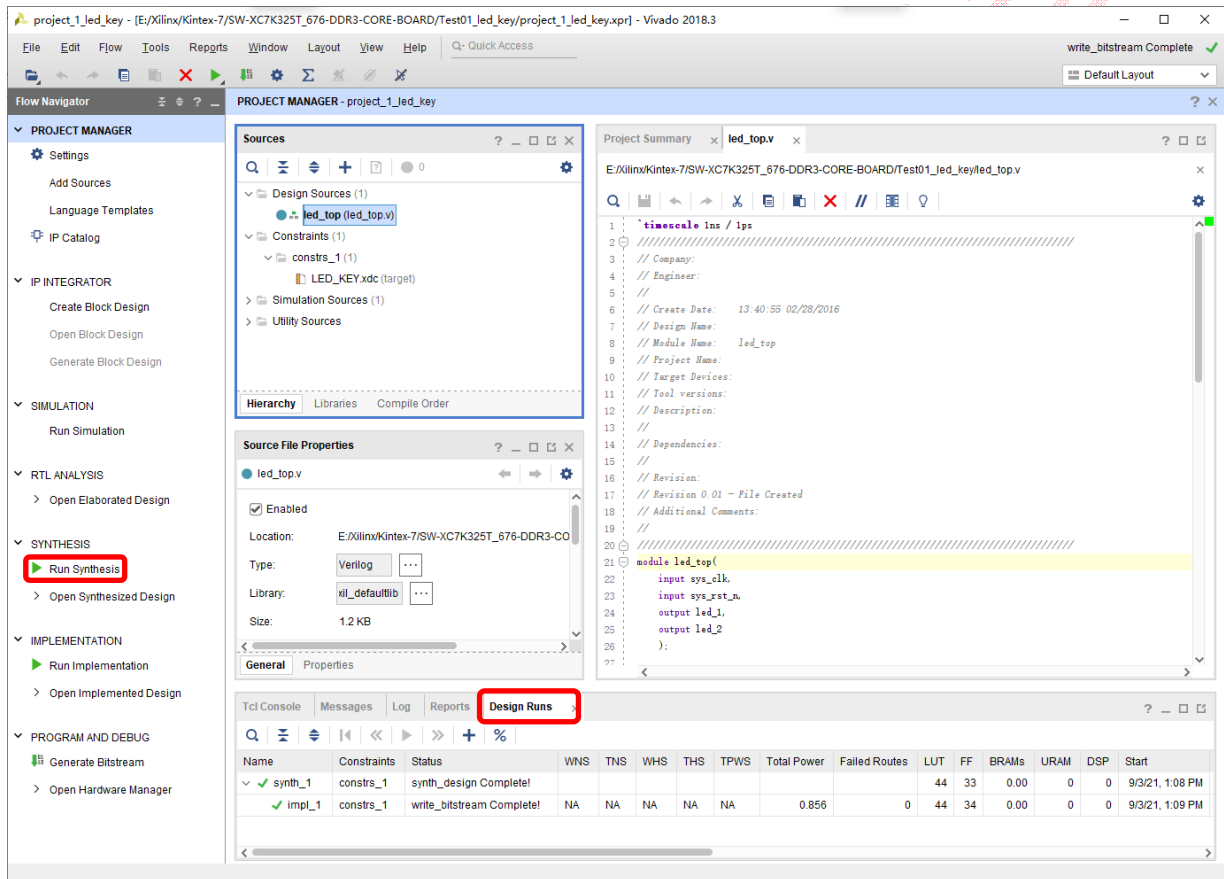 project_1_led_key - [E:/Xilinx/Kintex-7/SW-XC7K325T_676-DDR3-CORE-BOARD/Test01_led_key/project_1_led_key.xpr] - Vivado 2018.3
File Edit Flow Tools Reports Window Layout View Help Q- Quick Access write_bitstream Complete
Default Layout
Flow Navigator
PROJECT MANAGER - project_1_led_key
PROJECT MANAGER
Settings
Add Sources
Language Templates
IP Catalog
IP INTEGRATOR
Create Block Design
Open Block Design
Generate Block Design
SIMULATION
Run Simulation
RTL ANALYSIS
Open Elaborated Design
SYNTHESIS
Run Synthesis
Open Synthesized Design
IMPLEMENTATION
Run Implementation
Open Implemented Design
PROGRAM AND DEBUG
Generate Bitstream
Open Hardware Manager
Sources
0
Design Sources (1)
led_top (led_top.v)
Constraints (1)
constrs_1 (1)
LED_KEY.xdc (target)
Simulation Sources (1)
Utility Sources
Hierarchy Libraries Compile Order
Source File Properties
led_top.v
Enabled
Location: E:/Xilinx/Kintex-7/SW-XC7K325T_676-DDR3-CO
Type: Verilog
Library: xil_defaultlib
Size: 1.2 KB
General Properties
Project Summary led_top.v
E:/Xilinx/Kintex-7/SW-XC7K325T_676-DDR3-CORE-BOARD/Test01_led_key/led_top.v
1 `timescale 1ns / 1ps
2 //////////////////////////////////////////////////////////////////////////////////
3 // Company:
4 // Engineer:
5 //
6 // Create Date: 13:40:55 02/28/2016
7 // Design Name:
8 // Module Name: led_top
9 // Project Name:
10 // Target Devices:
11 // Tool versions:
12 // Description:
13 //
14 // Dependencies:
15 //
16 // Revision:
17 // Revision 0.01 - File Created
18 // Additional Comments:
19 //
20 //////////////////////////////////////////////////////////////////////////////////
21 module led_top(
22 input sys_clk,
23 input sys_rst_n,
24 output led_1,
25 output led_2
26 );
27
Tcl Console Messages Log Reports Design Runs
Name Constraints Status WNS TNS WHS THS TPWS Total Power Failed Routes LUT FF BRAMs URAM DSP Start
synth_1 constrs_1 synth_design Complete! 44 33 0.00 0 0 9/3/21, 1:08 PM
impl_1 constrs_1 write_bitstream Complete! NA NA NA NA NA 0.856 0 44 34 0.00 0 0 9/3/21, 1:09 PM